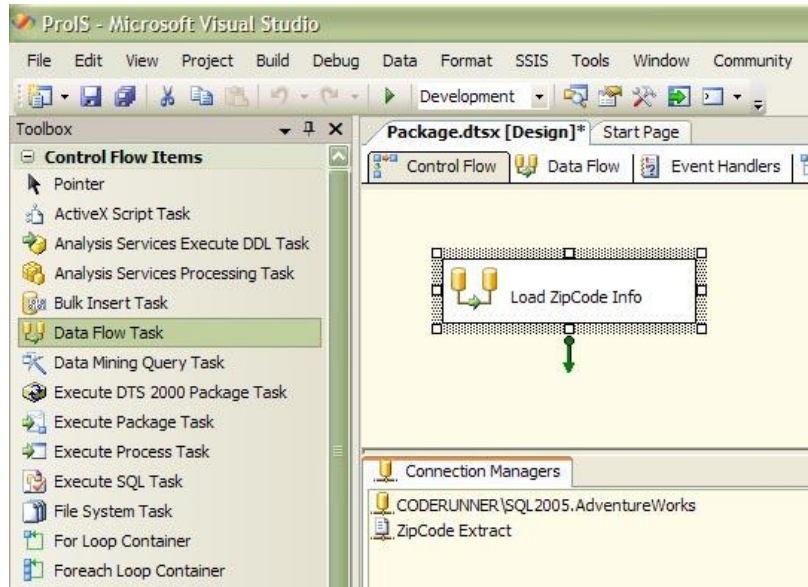 ProIS - Microsoft Visual Studio
File Edit View Project Build Debug Data Format SSIS Tools Window Community
Development
Toolbox
Package.dtsx [Design]* Start Page
Control Flow Items
Control Flow Data Flow Event Handlers
Pointer
ActiveX Script Task
Analysis Services Execute DDL Task
Analysis Services Processing Task
Bulk Insert Task
Data Flow Task
Data Mining Query Task
Execute DTS 2000 Package Task
Execute Package Task
Execute Process Task
Execute SQL Task
File System Task
For Loop Container
Foreach Loop Container
Load ZipCode Info
Connection Managers
CODERUNNER\SQL2005.AdventureWorks
ZipCode Extract